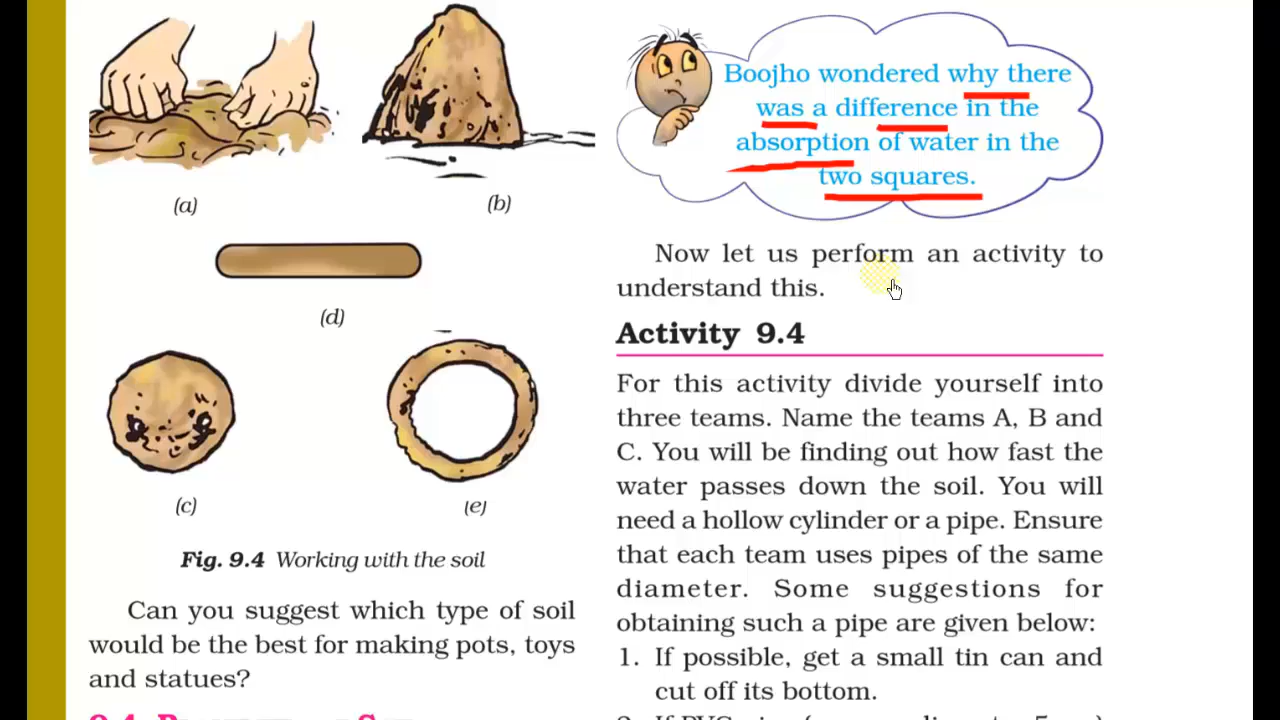 (a)
(b)
(d)
(c)
(e)
Fig. 9.4 Working with the soil
Can you suggest which type of soil
would be the best for making pots, toys
and statues?
Boojho wondered why there
was a difference in the
absorption of water in the
two squares.
Now let us perform an activity to
understand this.
Activity 9.4
For this activity divide yourself into
three teams. Name the teams A, B and
C. You will be finding out how fast the
water passes down the soil. You will
need a hollow cylinder or a pipe. Ensure
that each team uses pipes of the same
diameter. Some suggestions for
obtaining such a pipe are given below:
1. If possible, get a small tin can and
cut off its bottom.